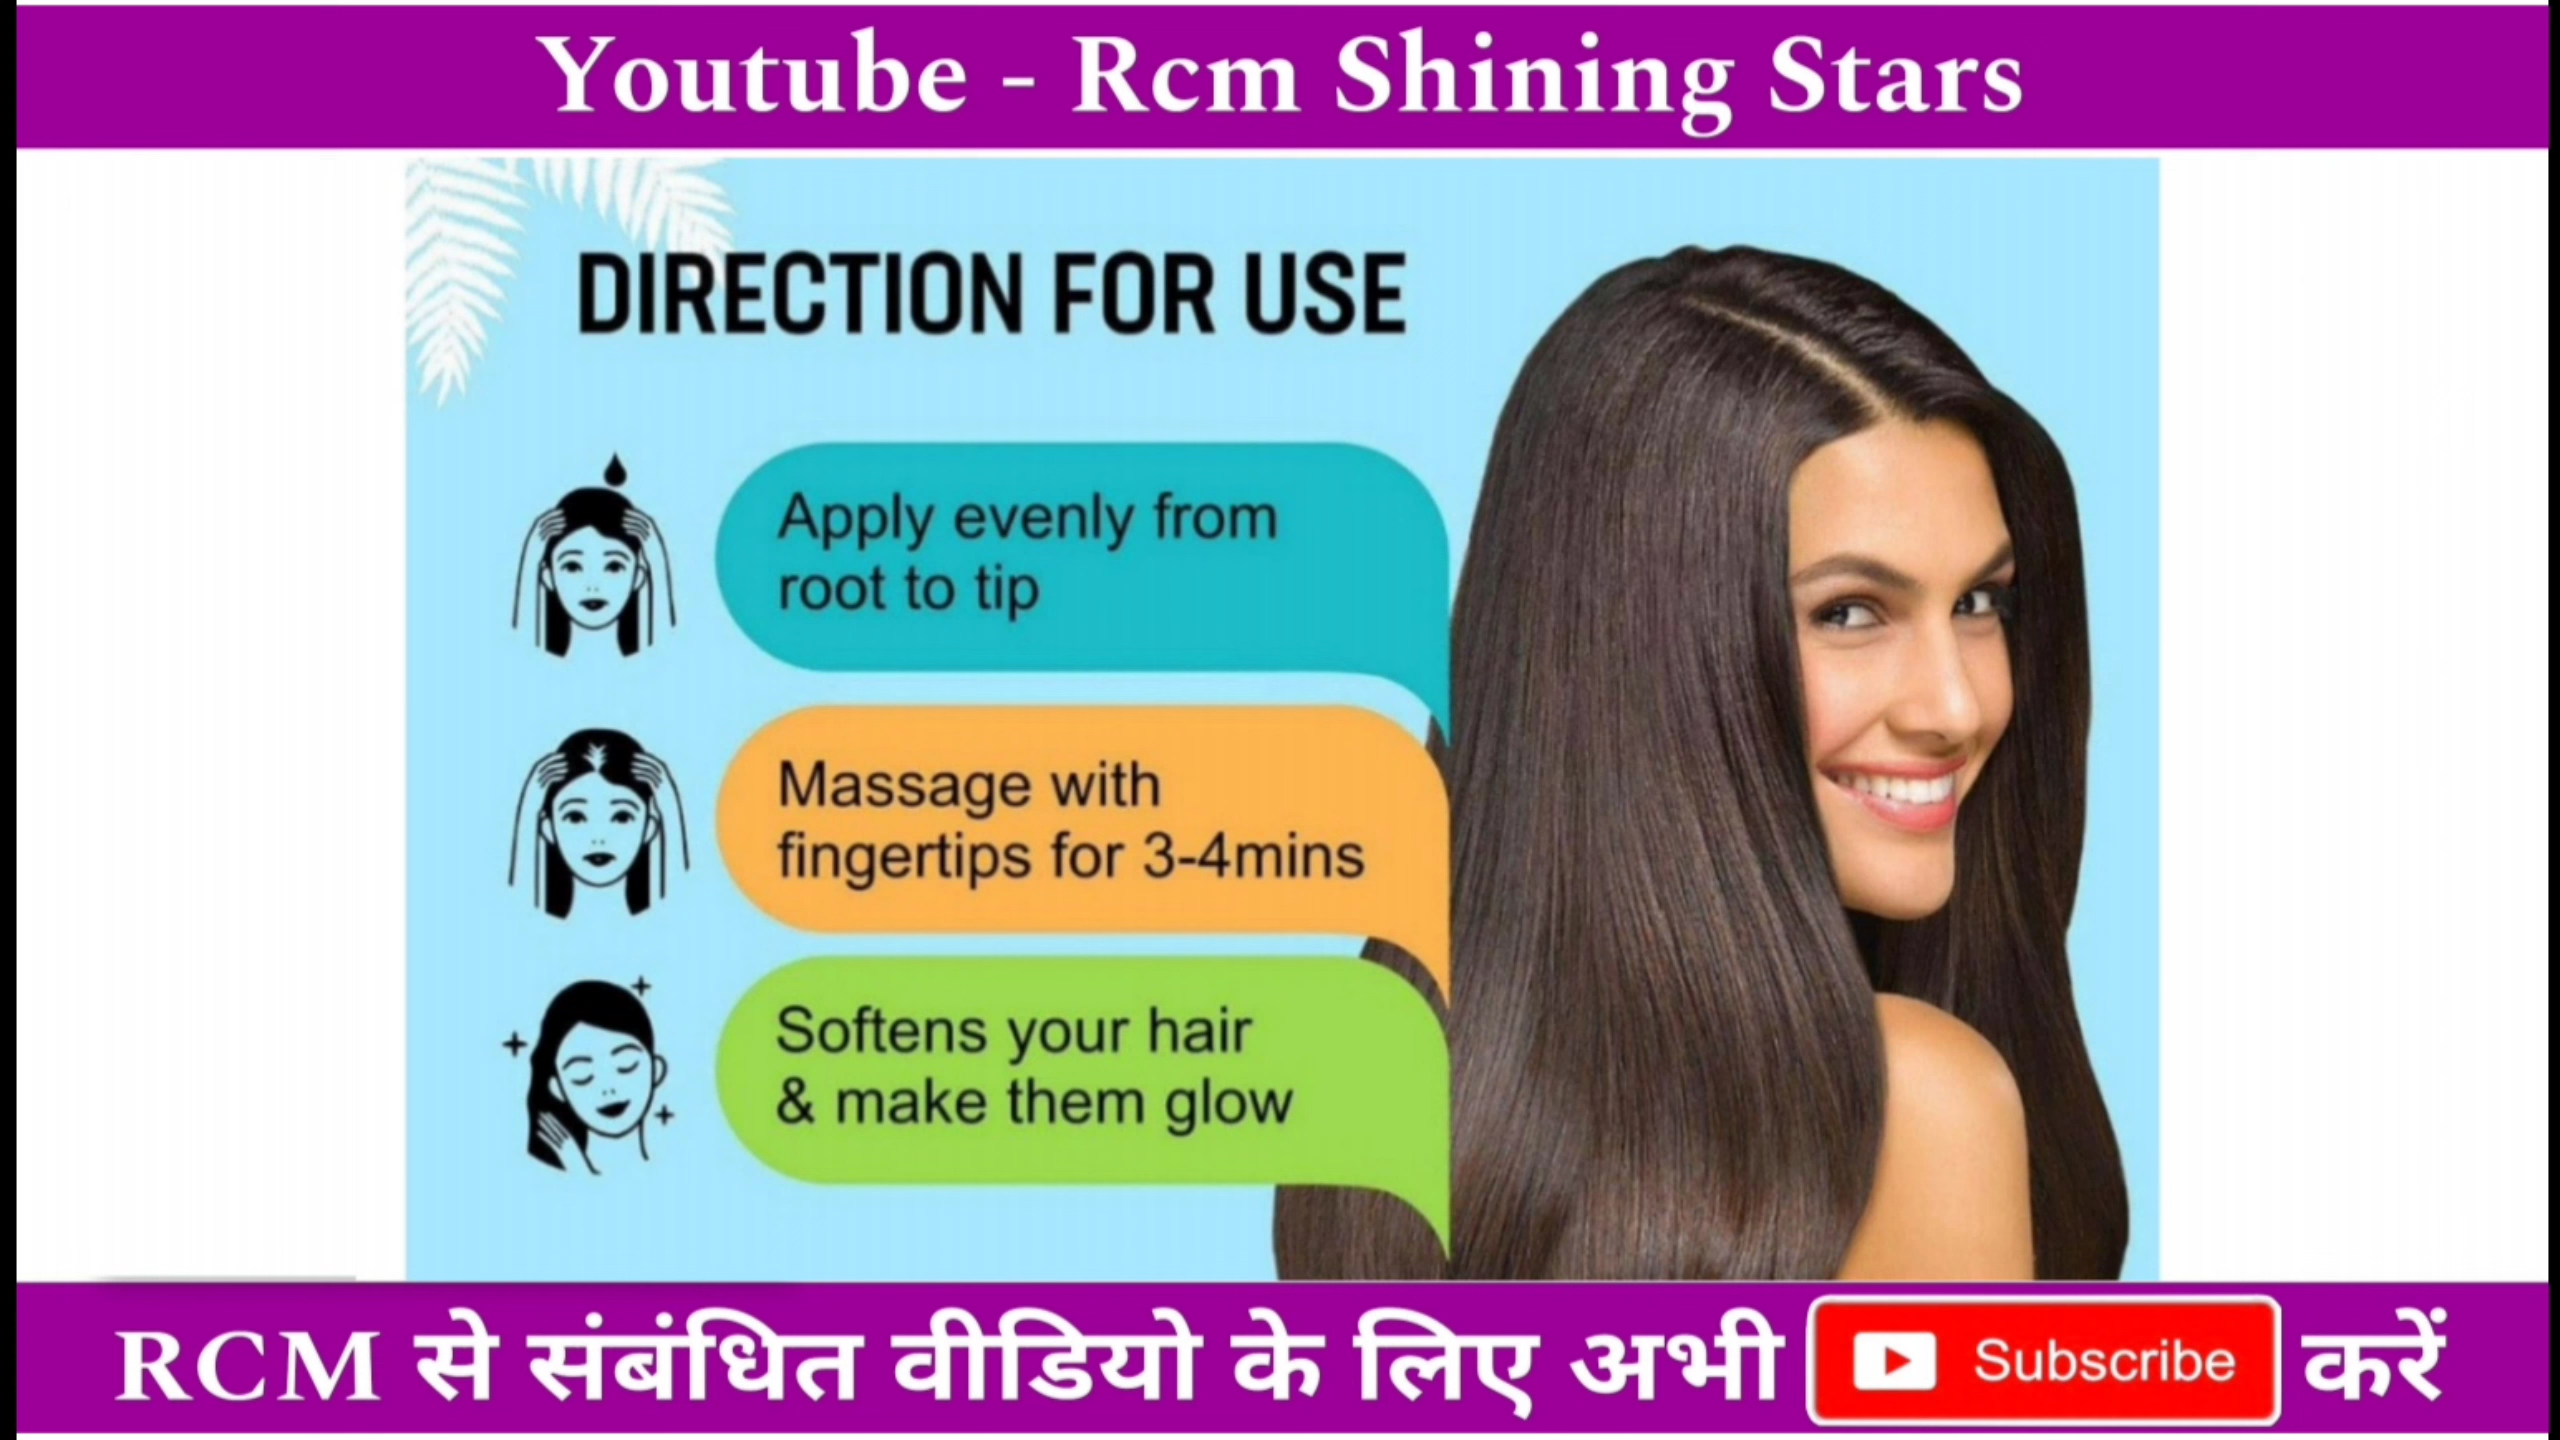 Youtube - Rcm Shining Stars
DIRECTION FOR USE
Apply evenly from
root to tip
Massage with
fingertips for 3-4mins
Softens your hair
& make them glow
RCM से संबंधित वीडियो के लिए अभी Subscribe करें